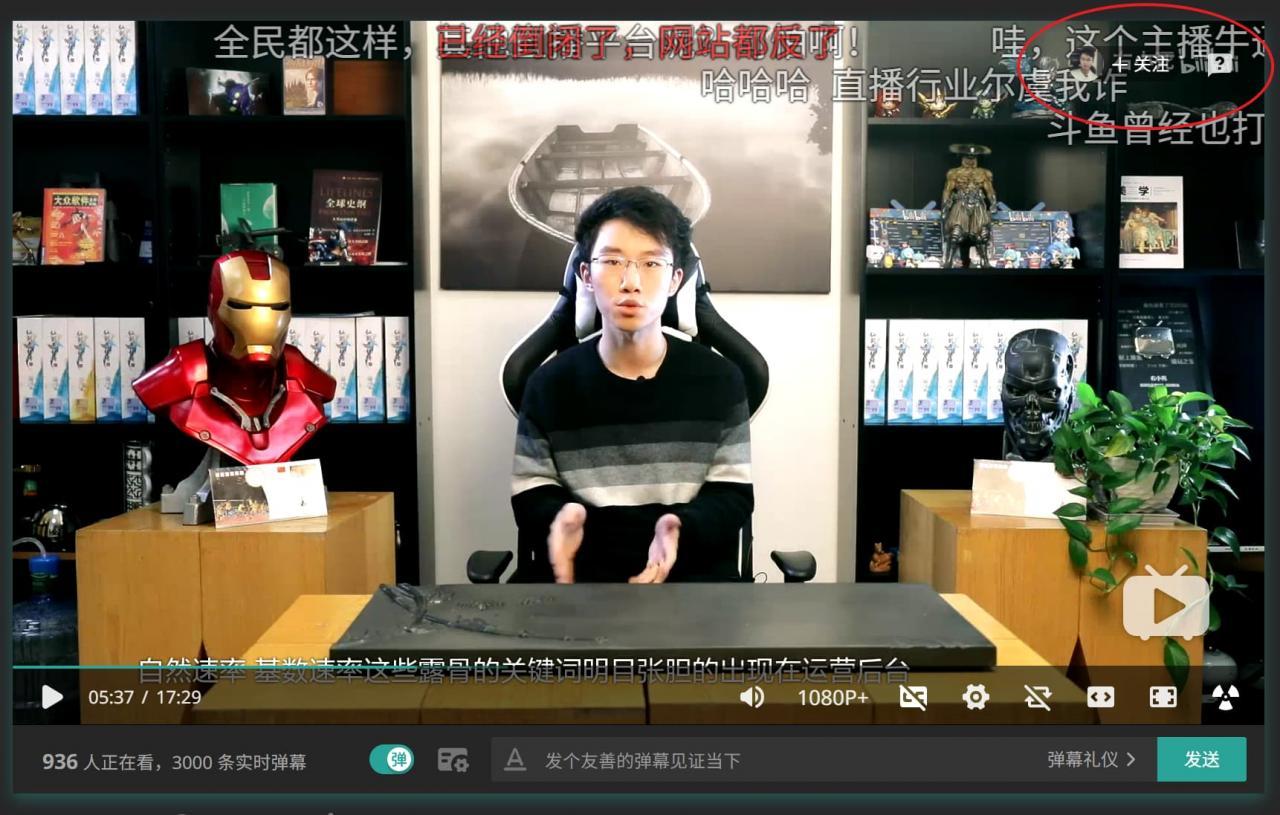 全民都这样，
已经倒闭了，网站都反了
哇，这个主播牛逼
+ 关注
?
哈哈哈
直播行业尔虞我诈
斗鱼曾经也打
大众软件
LIFELINES
全球史纲
美学
自然速率 基数速率这些露骨的关键词明目张胆的出现在运营后台
05:37 / 17:29
1080P+
936 人正在看，3000 条实时弹幕
弹
A 发个友善的弹幕见证当下
弹幕礼仪 >
发送